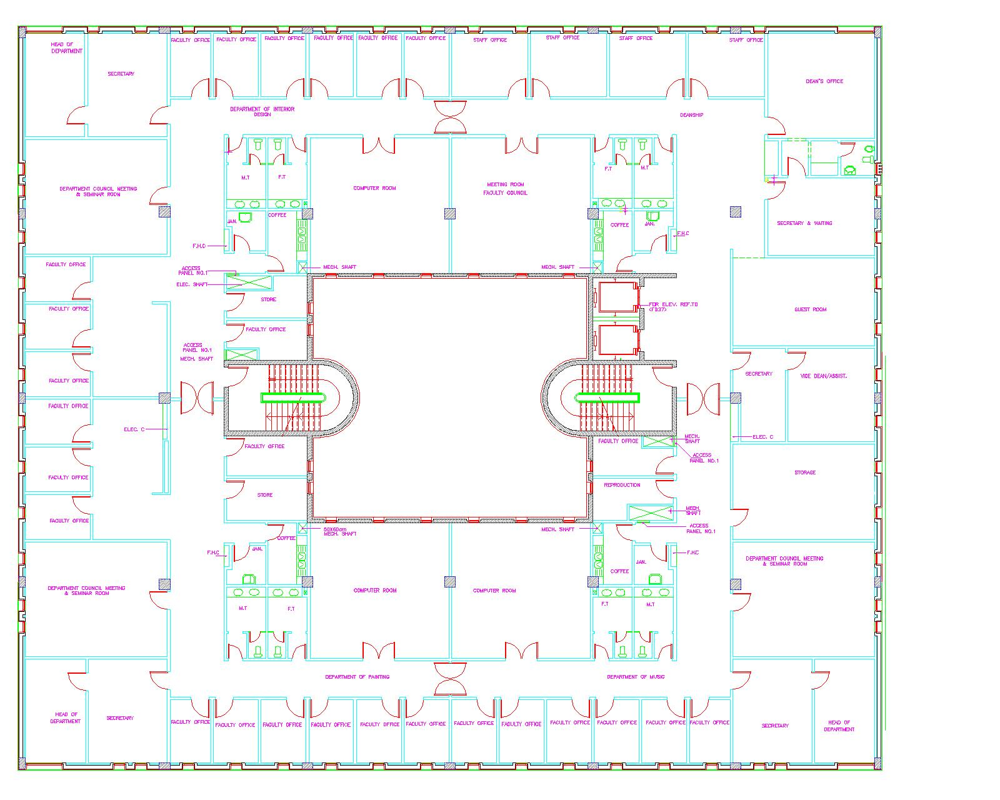 FACULTY OFFICE
FACULTY OFFICE
FACULTY OFFICE
FACULTY OFFICE
FACULTY OFFICE
FACULTY OFFICE
STAFF OFFICE
STAFF OFFICE
STAFF OFFICE
STAFF OFFICE
HEAD OF
DEPARTMENT
SECRETARY
DEAN'S OFFICE
DEPARTMENT OF INTERIOR
DESIGN
DEANSHIP
M.T
F.T
F.T
M.T
COMPUTER ROOM
MEETING ROOM
FACULTY COUNCIL
DEPARTMENT COUNCIL MEETING
& SEMINAR ROOM
JAN.
COFFEE
COFFEE
JAN.
SECRETARY & WAITING
F.H.C
F.H.C
FACULTY OFFICE
ACCESS
PANEL NO.1
MECH. SHAFT
MECH. SHAFT
ELEC. SHAFT
STORE
FOR ELEV. REF.TO
(FD37)
FACULTY OFFICE
GUEST ROOM
FACULTY OFFICE
ACCESS
PANEL NO.1
MECH. SHAFT
FACULTY OFFICE
SECRETARY
VICE DEAN/ASSIST.
FACULTY OFFICE
ELEC. C
ELEC. C
FACULTY OFFICE
FACULTY OFFICE
MECH.
SHAFT
ACCESS
PANEL NO.1
FACULTY OFFICE
STORAGE
STORE
REPRODUCTION
MECH.
SHAFT
FACULTY OFFICE
ACCESS
PANEL NO.1
50X60cm
MECH. SHAFT
MECH. SHAFT
COFFEE
JAN.
F.H.C
F.H.C
JAN.
COFFEE
DEPARTMENT COUNCIL MEETING
& SEMINAR ROOM
DEPARTMENT COUNCIL MEETING
& SEMINAR ROOM
COMPUTER ROOM
COMPUTER ROOM
M.T
F.T
F.T
M.T
DEPARTMENT OF PAINTING
DEPARTMENT OF MUSIC
HEAD OF
DEPARTMENT
SECRETARY
FACULTY OFFICE
FACULTY OFFICE
FACULTY OFFICE
FACULTY OFFICE
FACULTY OFFICE
FACULTY OFFICE
FACULTY OFFICE
FACULTY OFFICE
FACULTY OFFICE
FACULTY OFFICE
FACULTY OFFICE
FACULTY OFFICE
SECRETARY
HEAD OF
DEPARTMENT